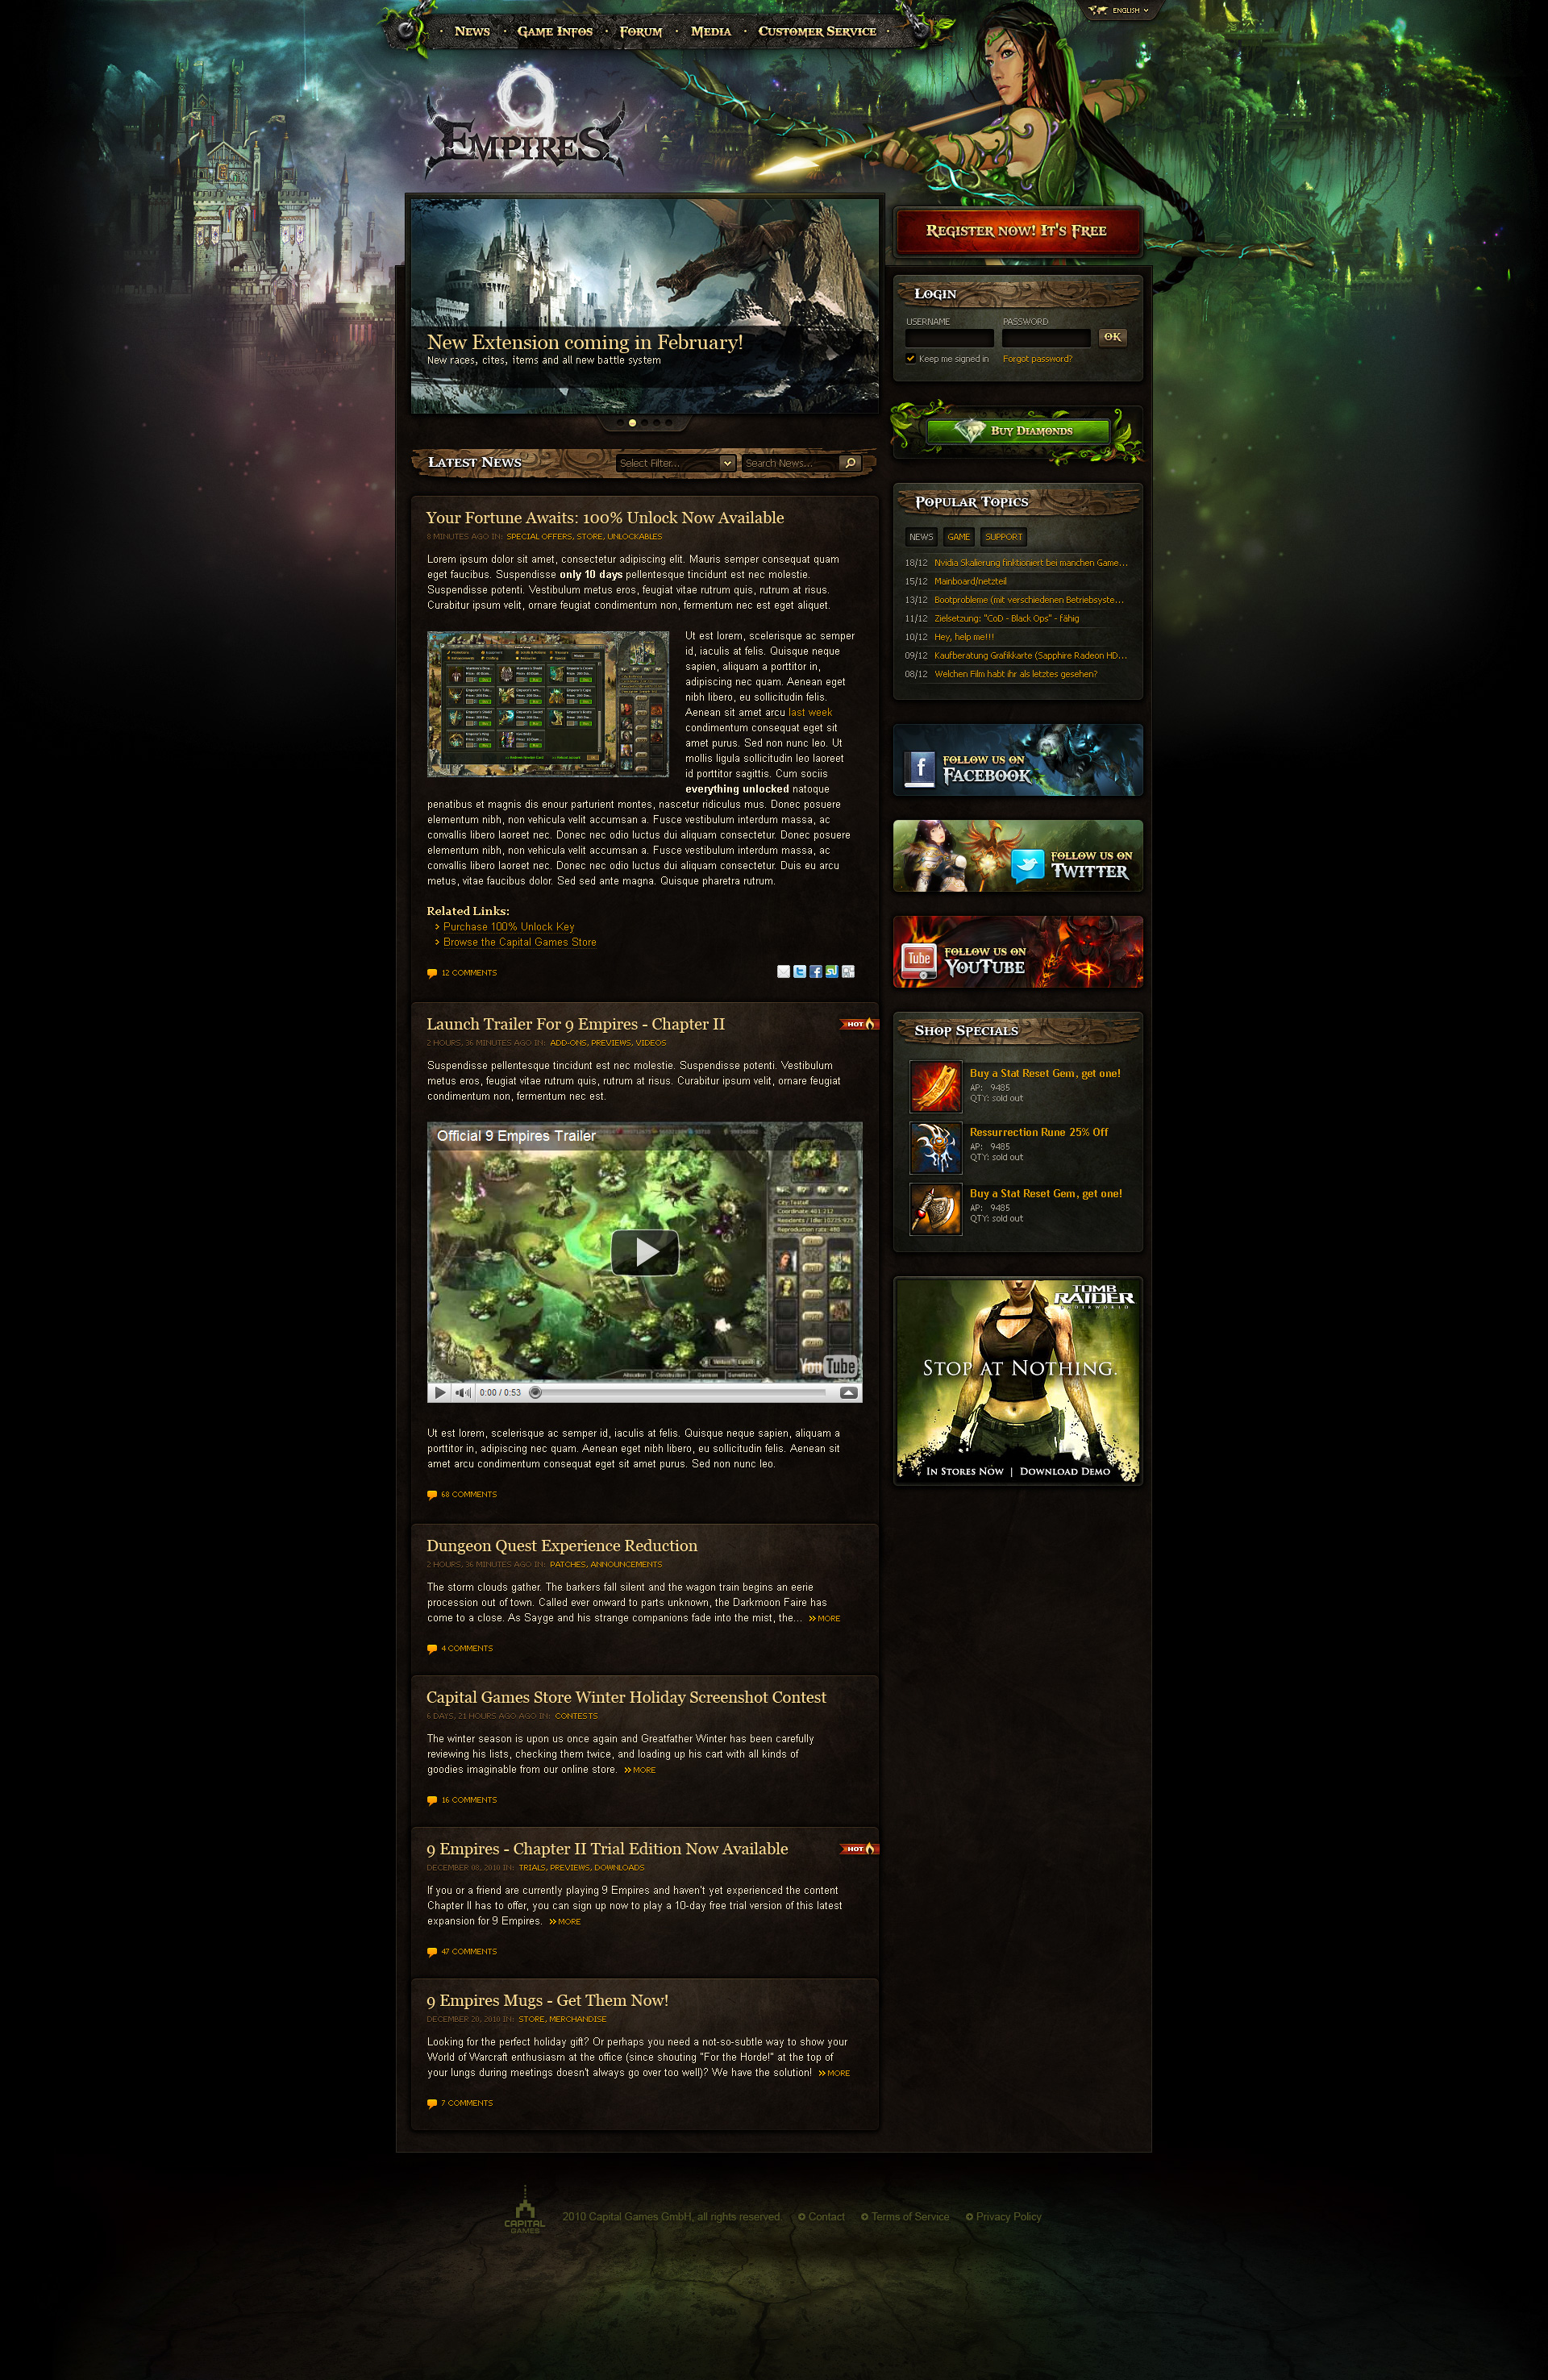 News
Game Infos
Forum
Media
Customer Service
ENGLISH
9
Empires
Register now! It's Free
New Extension coming in February!
New races, cites, items and all new battle system
Login
USERNAME
PASSWORD
OK
Keep me signed in
Forgot password?
Buy Diamonds
Latest News
Select Filter...
Search News...
Your Fortune Awaits: 100% Unlock Now Available
8 MINUTES AGO IN: SPECIAL OFFERS, STORE, UNLOCKABLES
Lorem ipsum dolor sit amet, consectetur adipiscing elit. Mauris semper consequat quam
eget faucibus. Suspendisse only 10 days pellentesque tincidunt est nec molestie.
Suspendisse potenti. Vestibulum metus eros, feugiat vitae rutrum quis, rutrum at risus.
Curabitur ipsum velit, ornare feugiat condimentum non, fermentum nec est eget aliquet.
Ut est lorem, scelerisque ac semper
id, iaculis at felis. Quisque neque
sapien, aliquam a porttitor in,
adipiscing nec quam. Aenean eget
nibh libero, eu sollicitudin felis.
Aenean sit amet arcu last week
condimentum consequat eget sit
amet purus. Sed non nunc leo. Ut
mollis ligula sollicitudin leo laoreet
id porttitor sagittis. Cum sociis
everything unlocked natoque
penatibus et magnis dis enour parturient montes, nascetur ridiculus mus. Donec posuere
elementum nibh, non vehicula velit accumsan a. Fusce vestibulum interdum massa, ac
convallis libero laoreet nec. Donec nec odio luctus dui aliquam consectetur. Donec posuere
elementum nibh, non vehicula velit accumsan a. Fusce vestibulum interdum massa, ac
convallis libero laoreet nec. Donec nec odio luctus dui aliquam consectetur. Duis eu arcu
metus, vitae faucibus dolor. Sed sed ante magna. Quisque pharetra rutrum.
Related Links:
Purchase 100% Unlock Key
Browse the Capital Games Store
12 COMMENTS
Launch Trailer For 9 Empires - Chapter II
HOT
2 HOURS, 36 MINUTES AGO IN: ADD-ONS, PREVIEWS, VIDEOS
Suspendisse pellentesque tincidunt est nec molestie. Suspendisse potenti. Vestibulum
metus eros, feugiat vitae rutrum quis, rutrum at risus. Curabitur ipsum velit, ornare feugiat
condimentum non, fermentum nec est.
Official 9 Empires Trailer
YouTube
0:00 / 0:53
Ut est lorem, scelerisque ac semper id, iaculis at felis. Quisque neque sapien, aliquam a
porttitor in, adipiscing nec quam. Aenean eget nibh libero, eu sollicitudin felis. Aenean sit
amet arcu condimentum consequat eget sit amet purus. Sed non nunc leo.
68 COMMENTS
Dungeon Quest Experience Reduction
2 HOURS, 36 MINUTES AGO IN: PATCHES, ANNOUNCEMENTS
The storm clouds gather. The barkers fall silent and the wagon train begins an eerie
procession out of town. Called ever onward to parts unknown, the Darkmoon Faire has
come to a close. As Sayge and his strange companions fade into the mist, the... MORE
4 COMMENTS
Capital Games Store Winter Holiday Screenshot Contest
6 DAYS, 21 HOURS AGO AGO IN: CONTESTS
The winter season is upon us once again and Greatfather Winter has been carefully
reviewing his lists, checking them twice, and loading up his cart with all kinds of
goodies imaginable from our online store. MORE
16 COMMENTS
9 Empires - Chapter II Trial Edition Now Available
HOT
DECEMBER 08, 2010 IN: TRIALS, PREVIEWS, DOWNLOADS
If you or a friend are currently playing 9 Empires and haven't yet experienced the content
Chapter II has to offer, you can sign up now to play a 10-day free trial version of this latest
expansion for 9 Empires. MORE
47 COMMENTS
9 Empires Mugs - Get Them Now!
DECEMBER 20, 2010 IN: STORE, MERCHANDISE
Looking for the perfect holiday gift? Or perhaps you need a not-so-subtle way to show your
World of Warcraft enthusiasm at the office (since shouting "For the Horde!" at the top of
your lungs during meetings doesn't always go over too well)? We have the solution! MORE
7 COMMENTS
Popular Topics
NEWS
GAME
SUPPORT
18/12 Nvidia Skalierung finktioniert bei manchen Game...
15/12 Mainboard/netzteil
13/12 Bootprobleme (mit verschiedenen Betriebsyste...
11/12 Zielsetzung: "CoD - Black Ops" - fähig
10/12 Hey, help me!!!
09/12 Kaufberatung Grafikkarte (Sapphire Radeon HD...
08/12 Welchen Film habt ihr als letztes gesehen?
Follow us on
Facebook
Follow us on
Twitter
Tube
Follow us on
YouTube
Shop Specials
Buy a Stat Reset Gem, get one!
AP: 9485
QTY: sold out
Ressurrection Rune 25% Off
AP: 9485
QTY: sold out
Buy a Stat Reset Gem, get one!
AP: 9485
QTY: sold out
TOMB
RAIDER
UNDERWORLD
Stop at Nothing.
In Stores Now | Download Demo
CAPITAL
GAMES
2010 Capital Games GmbH, all rights reserved
Contact
Terms of Service
Privacy Policy